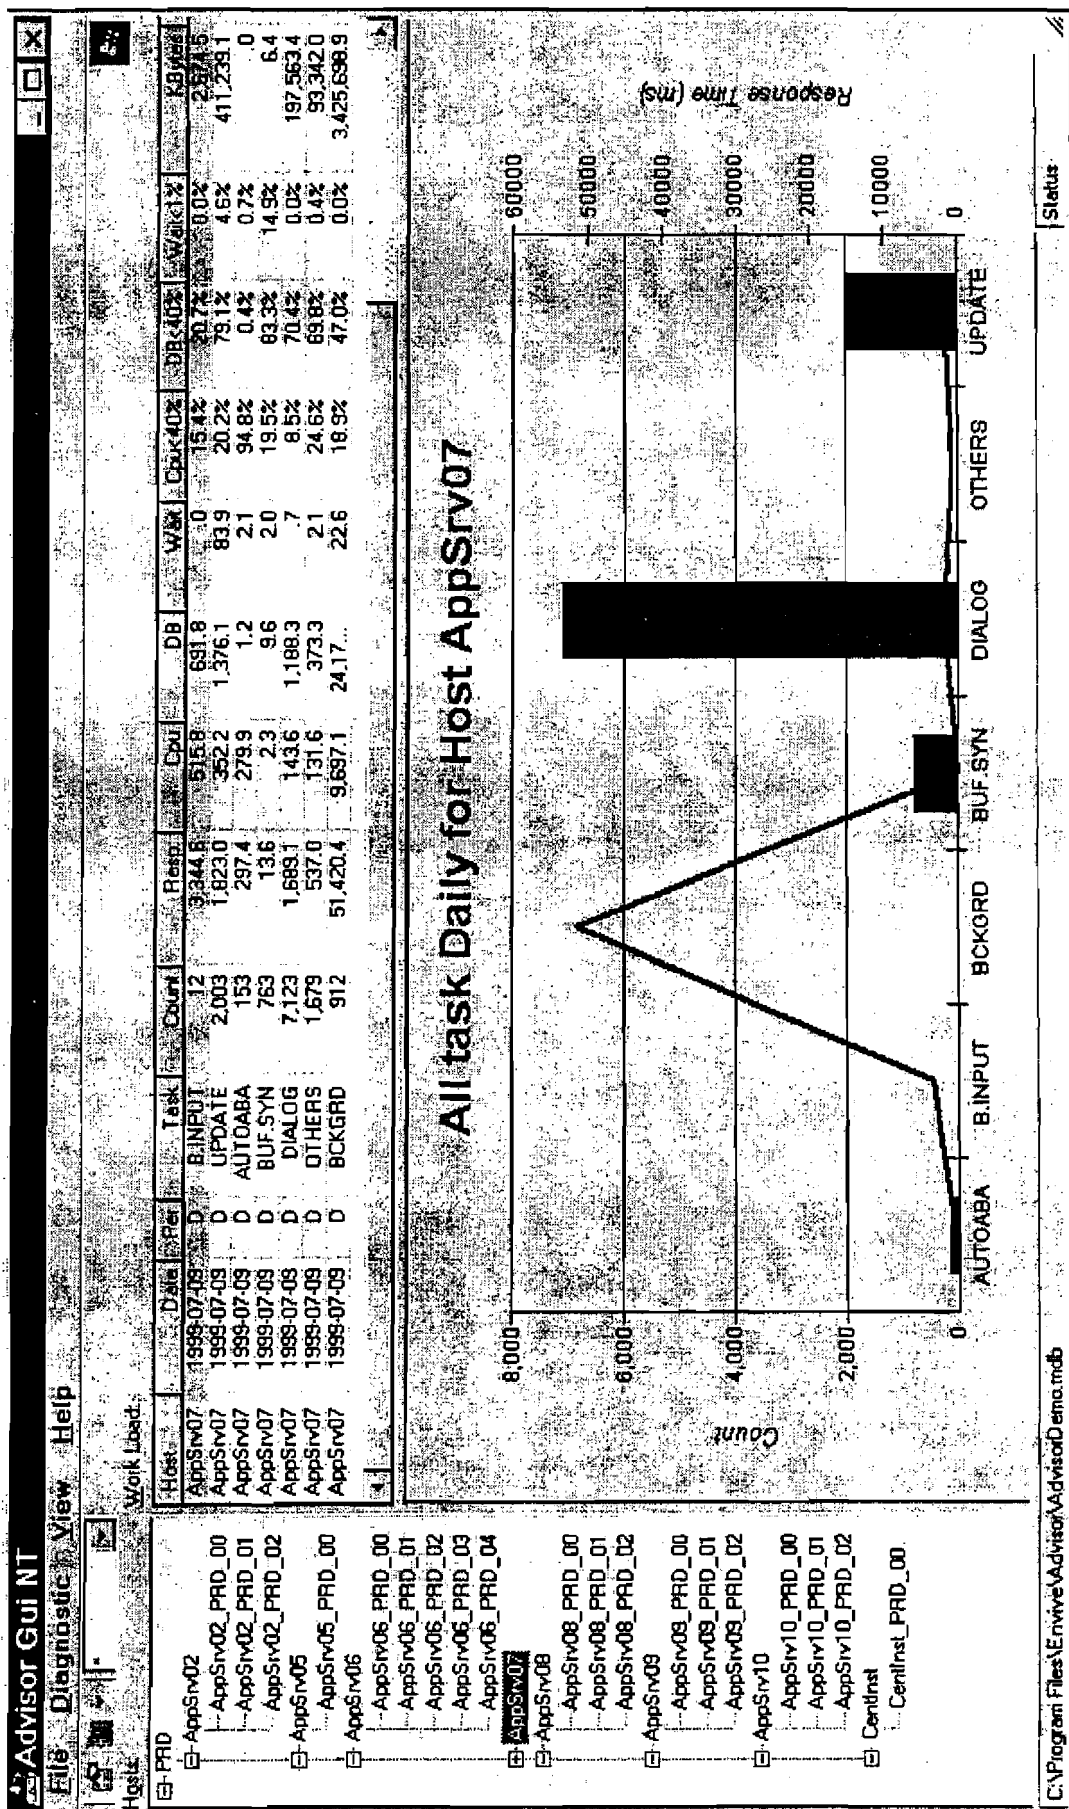 Advisor Gui NT
File Diagnostic View Help
Hosts: Work Load:
PRD
AppSrv02
AppSrv02_PRD_00
AppSrv02_PRD_01
AppSrv02_PRD_02
AppSrv05
AppSrv05_PRD_00
AppSrv06
AppSrv06_PRD_00
AppSrv06_PRD_01
AppSrv06_PRD_02
AppSrv06_PRD_03
AppSrv06_PRD_04
AppSrv07
AppSrv08
AppSrv08_PRD_00
AppSrv08_PRD_01
AppSrv08_PRD_02
AppSrv09
AppSrv09_PRD_00
AppSrv09_PRD_01
AppSrv09_PRD_02
AppSrv10
AppSrv10_PRD_00
AppSrv10_PRD_01
AppSrv10_PRD_02
CentInst
CentInst_PRD_00
Host Date Per Task Count Resp Cpu DB Wait Cpu<40% DB<40% Wait<1% KBytes
AppSrv07 1999-07-09 D B.INPUT 12 3,344.6 515.8 691.8 .0 15.4% 20.7% 0.0%
AppSrv07 1999-07-09 D UPDATE 2,003 1,823.0 352.2 1,376.1 83.9 20.2% 79.1% 4.6% 411,239.1
AppSrv07 1999-07-09 D AUTOABA 153 297.4 279.9 1.2 2.1 94.8% 0.4% 0.7% .0
AppSrv07 1999-07-09 D BUF.SYN 763 13.6 2.3 9.6 2.0 19.5% 83.3% 14.9% 6.4
AppSrv07 1999-07-09 D DIALOG 7,123 1,689.1 143.6 1,188.3 .7 8.5% 70.4% 0.0% 197,563.4
AppSrv07 1999-07-09 D OTHERS 1,679 537.0 131.6 373.3 2.1 24.6% 69.8% 0.4% 93,342.0
AppSrv07 1999-07-09 D BCKGRD 912 51,420.4 9,697.1 24,17... 22.6 18.9% 47.0% 0.0% 3,425,698.9
All task Daily for Host AppSrv07
Count
8,000
6,000
4,000
2,000
0
AUTOABA B.INPUT BCKGRD BUF.SYN DIALOG OTHERS UPDATE
60000
50000
40000
30000
20000
10000
0
Response Time (ms)
C:\Program Files\Envive\Advisor\AdvisorDemo.mdb Status